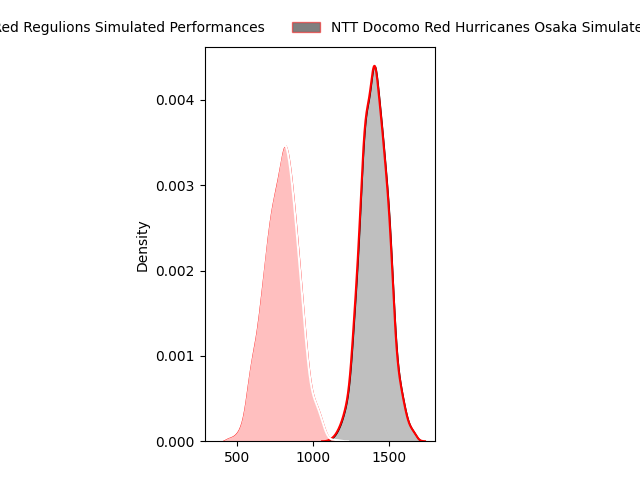 Red Regulions Simulated Performances
NTT Docomo Red Hurricanes Osaka Simulate
Density
0.004
0.003
0.002
0.001
0.000
500
1000
1500